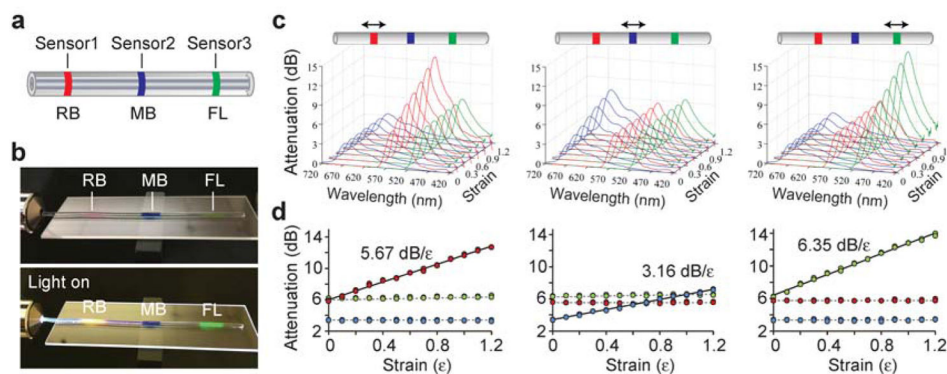 a
Sensor1 Sensor2 Sensor3
RB MB FL
b
RB MB FL
Light on
RB MB FL
c
Attenuation (dB)
15
12
9
6
3
0
720 670 620 570 520 470 420
Wavelength (nm)
0 0.3 0.6 0.9 1.2
Strain
15
12
9
6
3
0
720 670 620 570 520 470 420
Wavelength (nm)
0 0.3 0.6 0.9 1.2
Strain
15
12
9
6
3
0
720 670 620 570 520 470 420
Wavelength (nm)
0 0.3 0.6 0.9 1.2
Strain
d
Attenuation (dB)
14
10
6
2
5.67 dB/ε
0 0.4 0.8 1.2
Strain (ε)
14
10
6
2
3.16 dB/ε
0 0.4 0.8 1.2
Strain (ε)
14
10
6
2
6.35 dB/ε
0 0.4 0.8 1.2
Strain (ε)